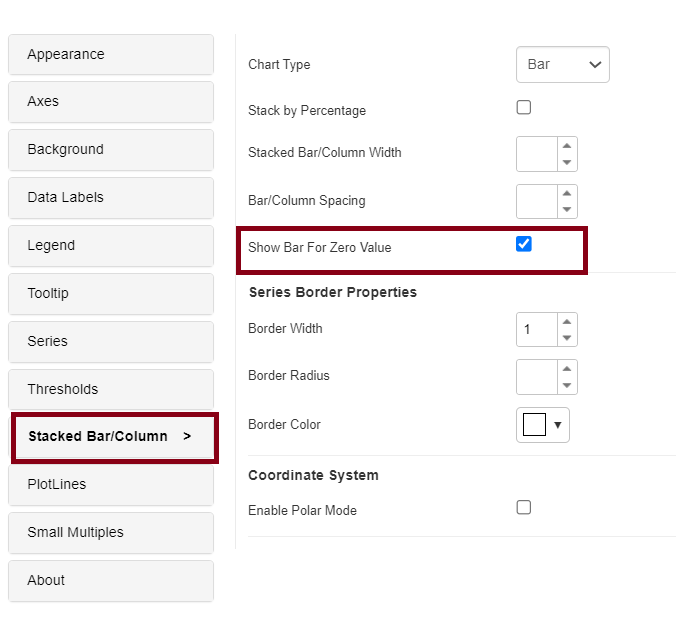 Appearance
Axes
Background
Data Labels
Legend
Tooltip
Series
Thresholds
Stacked Bar/Column >
PlotLines
Small Multiples
About
Chart Type Bar
Stack by Percentage
Stacked Bar/Column Width
Bar/Column Spacing
Show Bar For Zero Value
Series Border Properties
Border Width 1
Border Radius
Border Color
Coordinate System
Enable Polar Mode